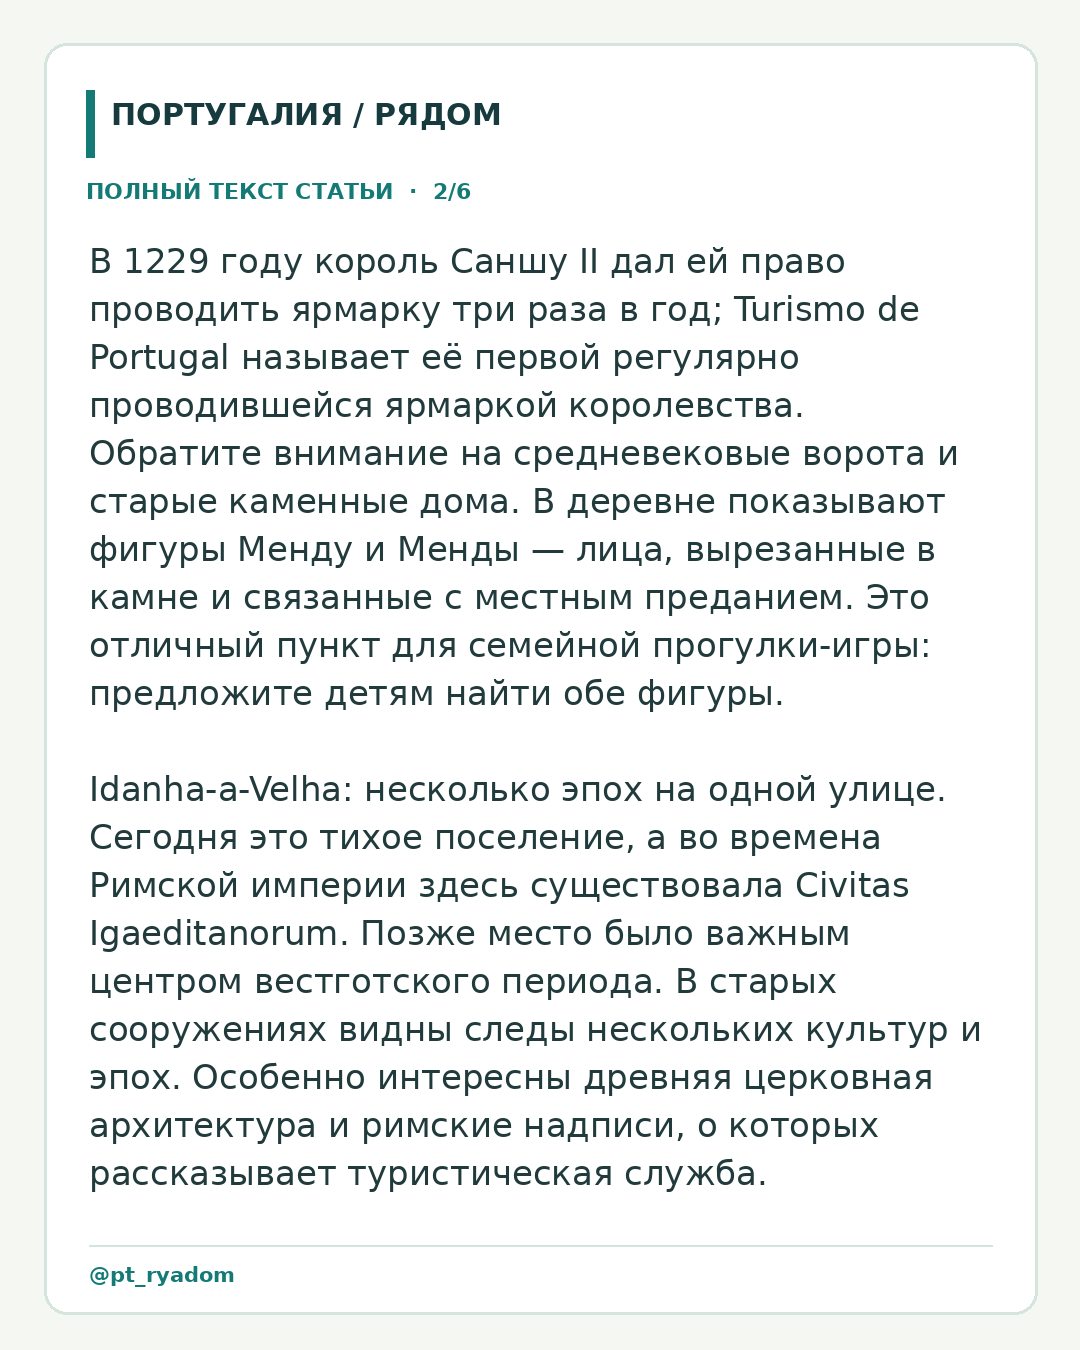 ПОРТУГАЛИЯ / РЯДОМ
ПОЛНЫЙ ТЕКСТ СТАТЬИ · 2/6
В 1229 году король Саншу II дал ей право
проводить ярмарку три раза в год; Turismo de
Portugal называет её первой регулярно
проводившейся ярмаркой королевства.
Обратите внимание на средневековые ворота и
старые каменные дома. В деревне показывают
фигуры Менду и Менды — лица, вырезанные в
камне и связанные с местным преданием. Это
отличный пункт для семейной прогулки-игры:
предложите детям найти обе фигуры.
Idanha-a-Velha: несколько эпох на одной улице.
Сегодня это тихое поселение, а во времена
Римской империи здесь существовала Civitas
Igaeditanorum. Позже место было важным
центром вестготского периода. В старых
сооружениях видны следы нескольких культур и
эпох. Особенно интересны древняя церковная
архитектура и римские надписи, о которых
рассказывает туристическая служба.
@pt_ryadom